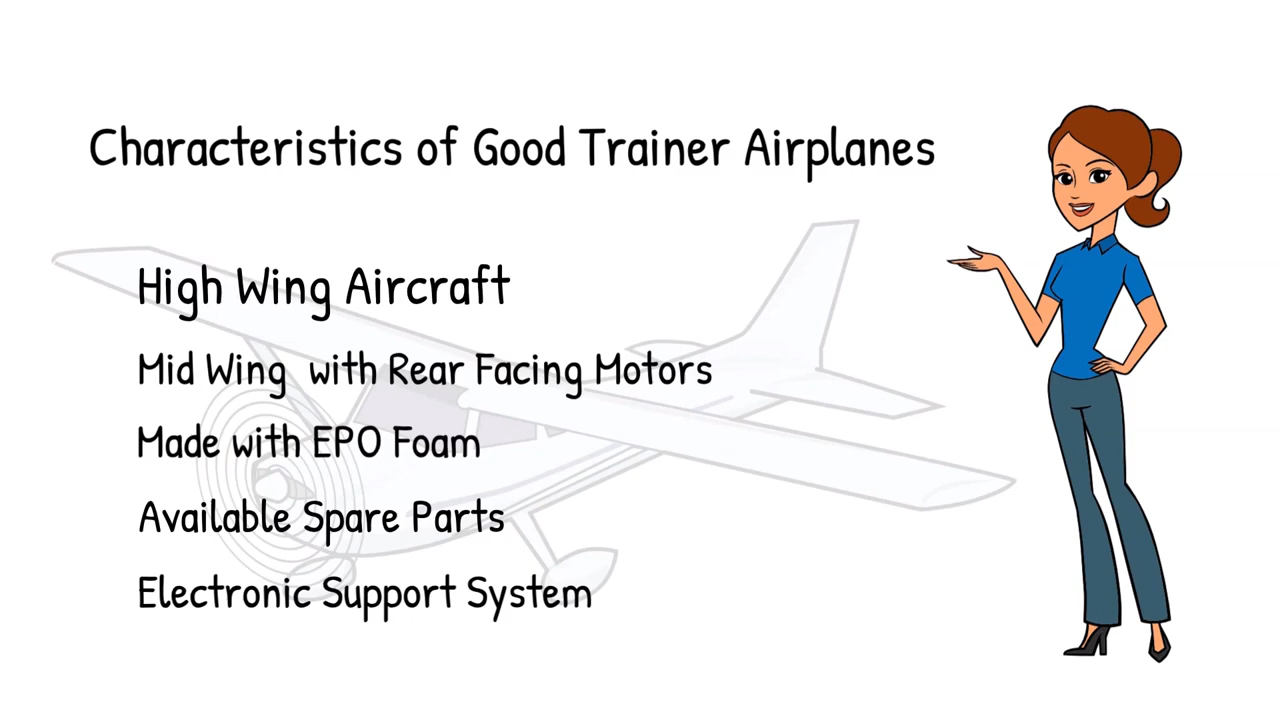 Characteristics of Good Trainer Airplanes
High Wing Aircraft
Mid Wing with Rear Facing Motors
Made with EPO Foam
Available Spare Parts
Electronic Support System